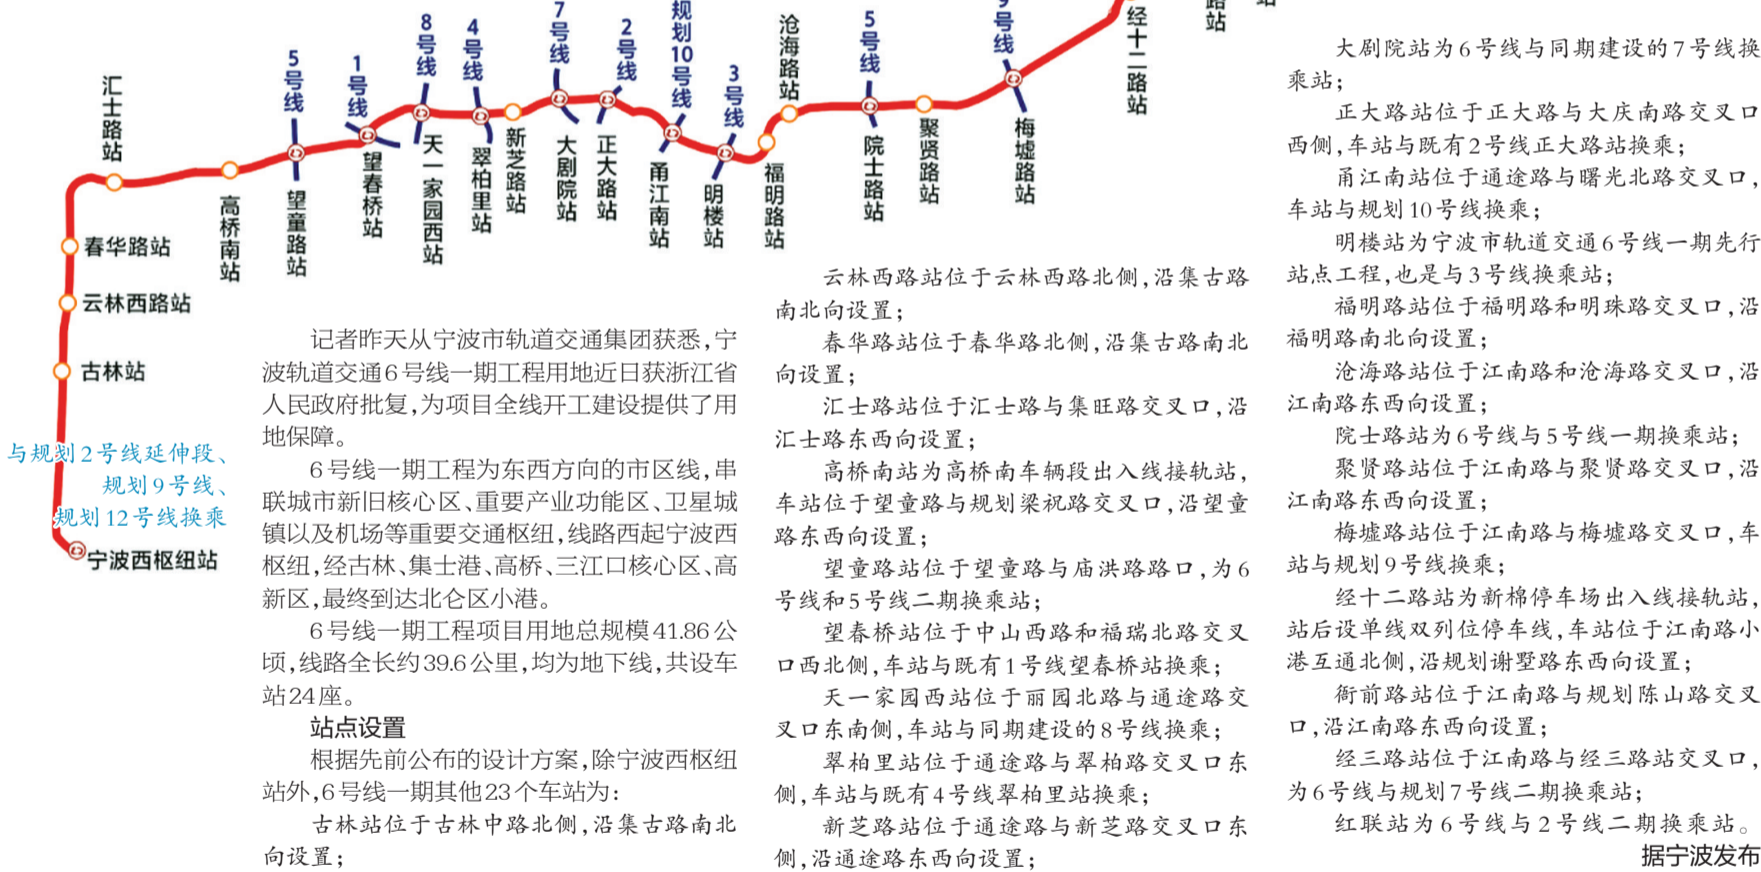 汇士路站
5号线
1号线
8号线
4号线
7号线
2号线
规划10号线
3号线
沧海路站
5号线
9号线
经十二路站
路站
站
高桥南站
望童路站
望春桥站
天一家园西站
翠柏里站
新芝路站
大剧院站
正大路站
甬江南站
明楼站
福明路站
院士路站
聚贤路站
梅墟路站
春华路站
云林西路站
古林站
与规划2号线延伸段、
规划9号线、
规划12号线换乘
宁波西枢纽站
记者昨天从宁波市轨道交通集团获悉,宁
波轨道交通6号线一期工程用地近日获浙江省
人民政府批复,为项目全线开工建设提供了用
地保障。
6号线一期工程为东西方向的市区线,串
联城市新旧核心区、重要产业功能区、卫星城
镇以及机场等重要交通枢纽,线路西起宁波西
枢纽,经古林、集士港、高桥、三江口核心区、高
新区,最终到达北仑区小港。
6号线一期工程项目用地总规模41.86公
顷,线路全长约39.6公里,均为地下线,共设车
站24座。
站点设置
根据先前公布的设计方案,除宁波西枢纽
站外,6号线一期其他23个车站为:
古林站位于古林中路北侧,沿集古路南北
向设置;
云林西路站位于云林西路北侧,沿集古路
南北向设置;
春华路站位于春华路北侧,沿集古路南北
向设置;
汇士路站位于汇士路与集旺路交叉口,沿
汇士路东西向设置;
高桥南站为高桥南车辆段出入线接轨站,
车站位于望童路与规划梁祝路交叉口,沿望童
路东西向设置;
望童路站位于望童路与庙洪路路口,为6
号线和5号线二期换乘站;
望春桥站位于中山西路和福瑞北路交叉
口西北侧,车站与既有1号线望春桥站换乘;
天一家园西站位于丽园北路与通途路交
叉口东南侧,车站与同期建设的8号线换乘;
翠柏里站位于通途路与翠柏路交叉口东
侧,车站与既有4号线翠柏里站换乘;
新芝路站位于通途路与新芝路交叉口东
侧,沿通途路东西向设置;
大剧院站为6号线与同期建设的7号线换
乘站;
正大路站位于正大路与大庆南路交叉口
西侧,车站与既有2号线正大路站换乘;
甬江南站位于通途路与曙光北路交叉口,
车站与规划10号线换乘;
明楼站为宁波市轨道交通6号线一期先行
站点工程,也是与3号线换乘站;
福明路站位于福明路和明珠路交叉口,沿
福明路南北向设置;
沧海路站位于江南路和沧海路交叉口,沿
江南路东西向设置;
院士路站为6号线与5号线一期换乘站;
聚贤路站位于江南路与聚贤路交叉口,沿
江南路东西向设置;
梅墟路站位于江南路与梅墟路交叉口,车
站与规划9号线换乘;
经十二路站为新棉停车场出入线接轨站,
站后设单线双列位停车线,车站位于江南路小
港互通北侧,沿规划谢墅路东西向设置;
衙前路站位于江南路与规划陈山路交叉
口,沿江南路东西向设置;
经三路站位于江南路与经三路站交叉口,
为6号线与规划7号线二期换乘站;
红联站为6号线与2号线二期换乘站。
据宁波发布